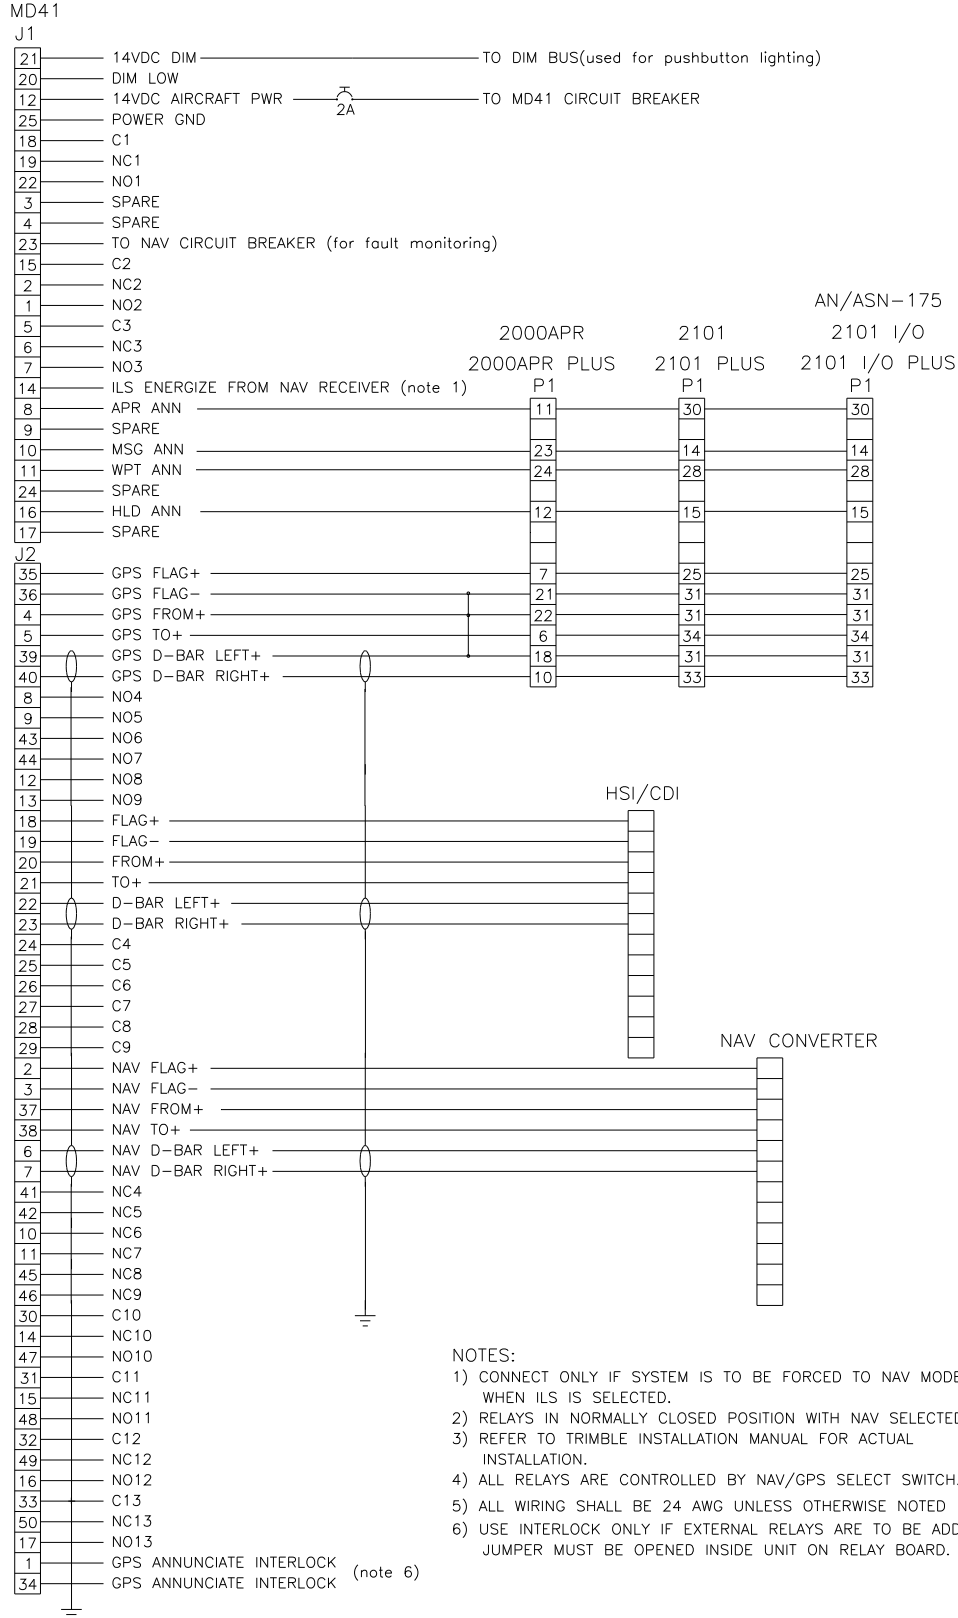 MD41
J1
21 14VDC DIM TO DIM BUS(used for pushbutton lighting)
20 DIM LOW
12 14VDC AIRCRAFT PWR 2A TO MD41 CIRCUIT BREAKER
25 POWER GND
18 C1
19 NC1
22 NO1
3 SPARE
4 SPARE
23 TO NAV CIRCUIT BREAKER (for fault monitoring)
15 C2
2 NC2
1 NO2
5 C3
6 NC3
7 NO3
AN/ASN-175
2000APR 2101 2101 I/O
2000APR PLUS 2101 PLUS 2101 I/O PLUS
P1 P1 P1
14 ILS ENERGIZE FROM NAV RECEIVER (note 1)
8 APR ANN 11 30 30
9 SPARE
10 MSG ANN 23 14 14
11 WPT ANN 24 28 28
24 SPARE
16 HLD ANN 12 15 15
17 SPARE
J2
35 GPS FLAG+ 7 25 25
36 GPS FLAG- 21 31 31
4 GPS FROM+ 22 31 31
5 GPS TO+ 6 34 34
39 GPS D-BAR LEFT+ 18 31 31
40 GPS D-BAR RIGHT+ 10 33 33
8 NO4
9 NO5
43 NO6
44 NO7
12 NO8
13 NO9
HSI/CDI
18 FLAG+
19 FLAG-
20 FROM+
21 TO+
22 D-BAR LEFT+
23 D-BAR RIGHT+
24 C4
25 C5
26 C6
27 C7
28 C8
29 C9
NAV CONVERTER
2 NAV FLAG+
3 NAV FLAG-
37 NAV FROM+
38 NAV TO+
6 NAV D-BAR LEFT+
7 NAV D-BAR RIGHT+
41 NC4
42 NC5
10 NC6
11 NC7
45 NC8
46 NC9
30 C10
14 NC10
47 NO10
31 C11
15 NC11
48 NO11
32 C12
49 NC12
16 NO12
33 C13
50 NC13
17 NO13
1 GPS ANNUNCIATE INTERLOCK
34 GPS ANNUNCIATE INTERLOCK
(note 6)
NOTES:
1) CONNECT ONLY IF SYSTEM IS TO BE FORCED TO NAV MODE
WHEN ILS IS SELECTED.
2) RELAYS IN NORMALLY CLOSED POSITION WITH NAV SELECTED
3) REFER TO TRIMBLE INSTALLATION MANUAL FOR ACTUAL
INSTALLATION.
4) ALL RELAYS ARE CONTROLLED BY NAV/GPS SELECT SWITCH.
5) ALL WIRING SHALL BE 24 AWG UNLESS OTHERWISE NOTED
6) USE INTERLOCK ONLY IF EXTERNAL RELAYS ARE TO BE ADD
JUMPER MUST BE OPENED INSIDE UNIT ON RELAY BOARD.